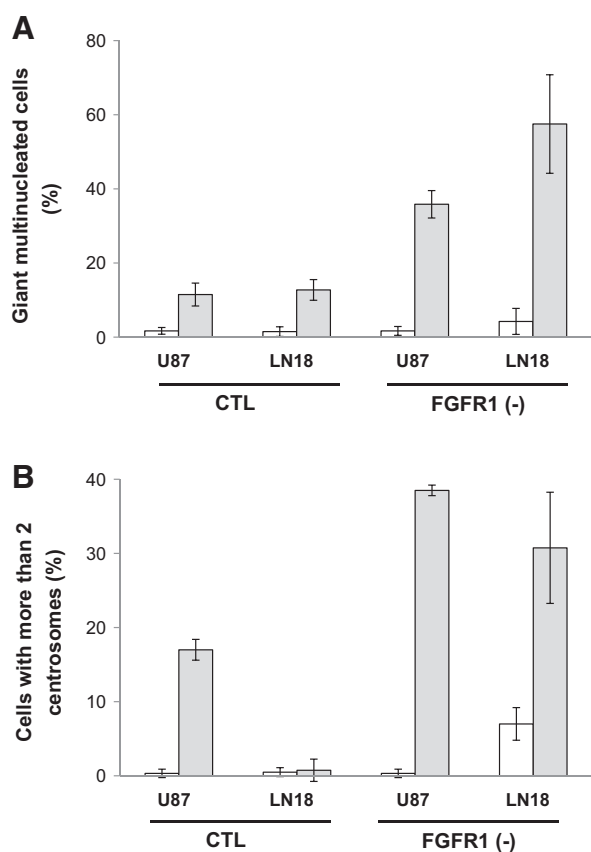 A
Giant multinucleated cells
(%)
80
60
40
20
0
U87
LN18
U87
LN18
CTL
FGFR1 (-)
B
Cells with more than 2
centrosomes (%)
40
30
20
10
0
U87
LN18
U87
LN18
CTL
FGFR1 (-)